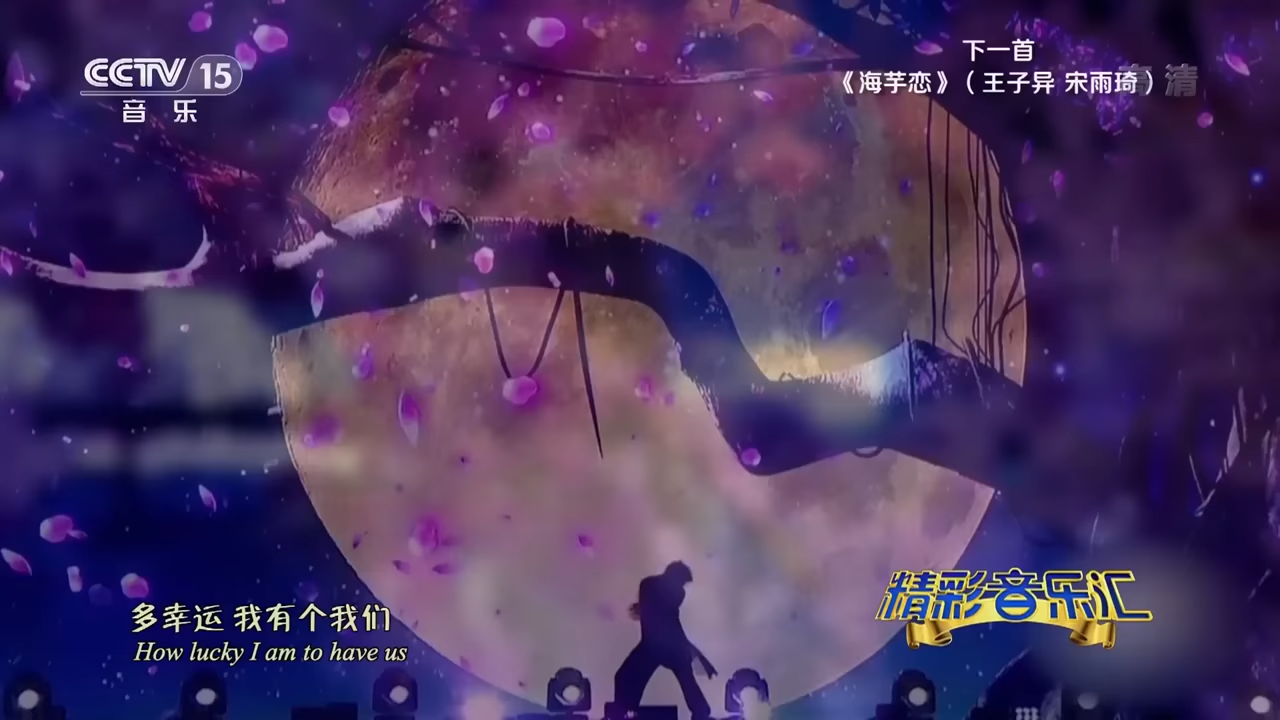 CCTV 15
音乐
下一首
《海芋恋》（王子异 宋雨琦）
高清
精彩音乐汇
多幸运 我有个我们
How lucky I am to have us